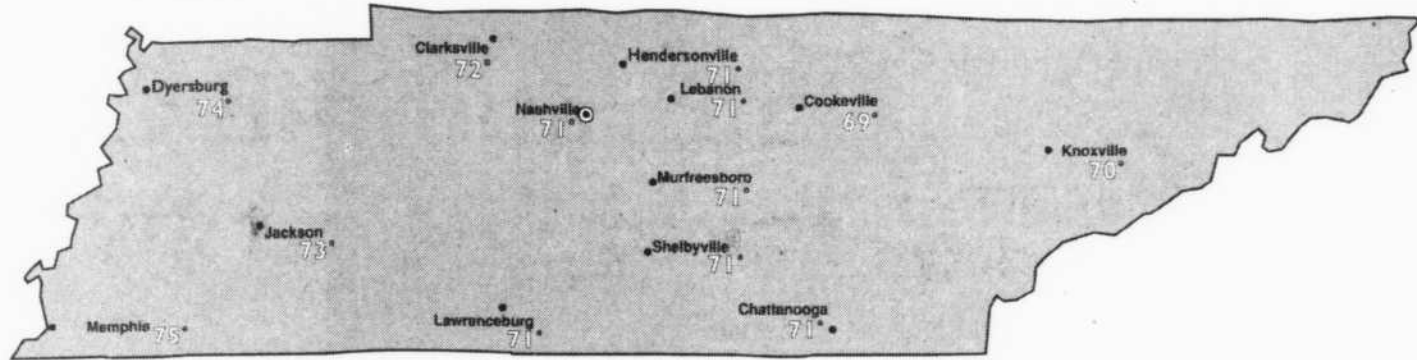 Clarksville
72°
Hendersonville
71°
Dyersburg
74°
Lebanon
71°
Nashville
71°
Cookeville
69°
Knoxville
70°
Murfreesboro
71°
Jackson
73°
Shelbyville
71°
Memphis 75°
Lawranceburg
71°
Chattanooga
71°